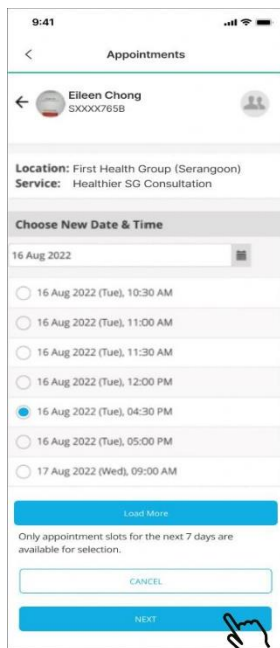 9:41
Appointments
Eileen Chong
SXXXX765B
Location: First Health Group (Serangoon)
Service: Healthier SG Consultation
Choose New Date & Time
16 Aug 2022
16 Aug 2022 (Tue), 10:30 AM
16 Aug 2022 (Tue), 11:00 AM
16 Aug 2022 (Tue), 11:30 AM
16 Aug 2022 (Tue), 12:00 PM
16 Aug 2022 (Tue), 04:30 PM
16 Aug 2022 (Tue), 05:00 PM
17 Aug 2022 (Wed), 09:00 AM
Load More
Only appointment slots for the next 7 days are
available for selection.
CANCEL
NEXT